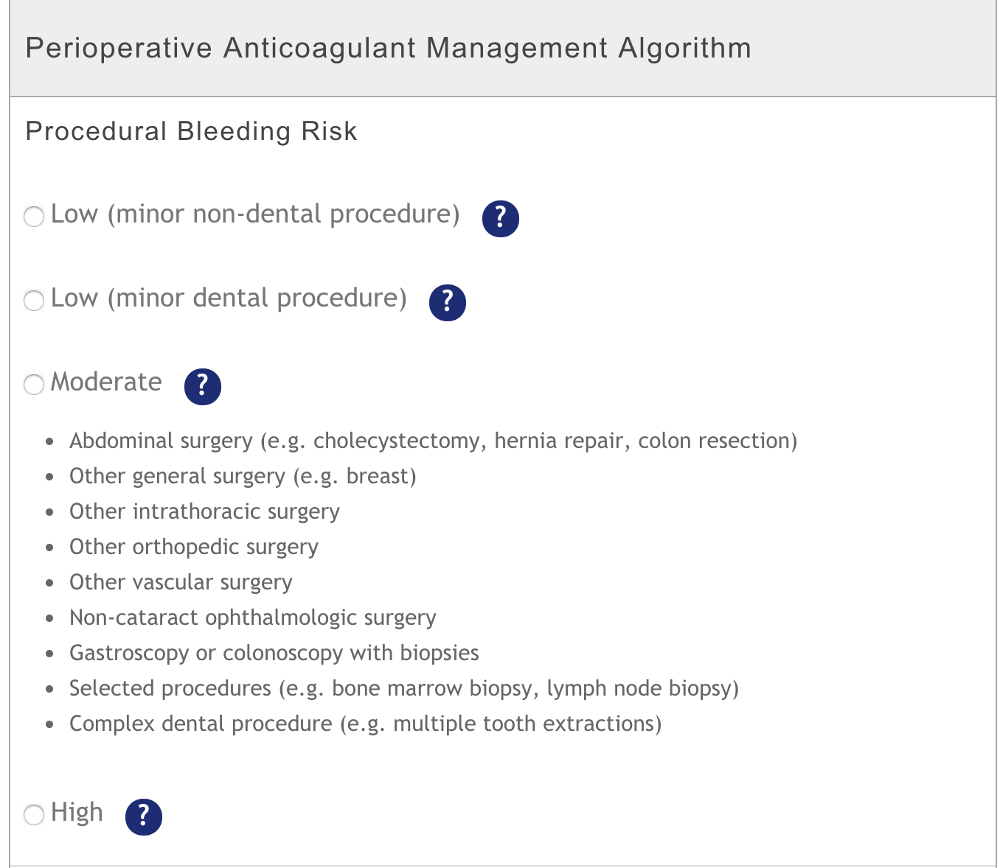 Perioperative Anticoagulant Management Algorithm
Procedural Bleeding Risk
Low (minor non-dental procedure) ?
Low (minor dental procedure) ?
Moderate ?
• Abdominal surgery (e.g. cholecystectomy, hernia repair, colon resection)
• Other general surgery (e.g. breast)
• Other intrathoracic surgery
• Other orthopedic surgery
• Other vascular surgery
• Non-cataract ophthalmologic surgery
• Gastroscopy or colonoscopy with biopsies
• Selected procedures (e.g. bone marrow biopsy, lymph node biopsy)
• Complex dental procedure (e.g. multiple tooth extractions)
High ?